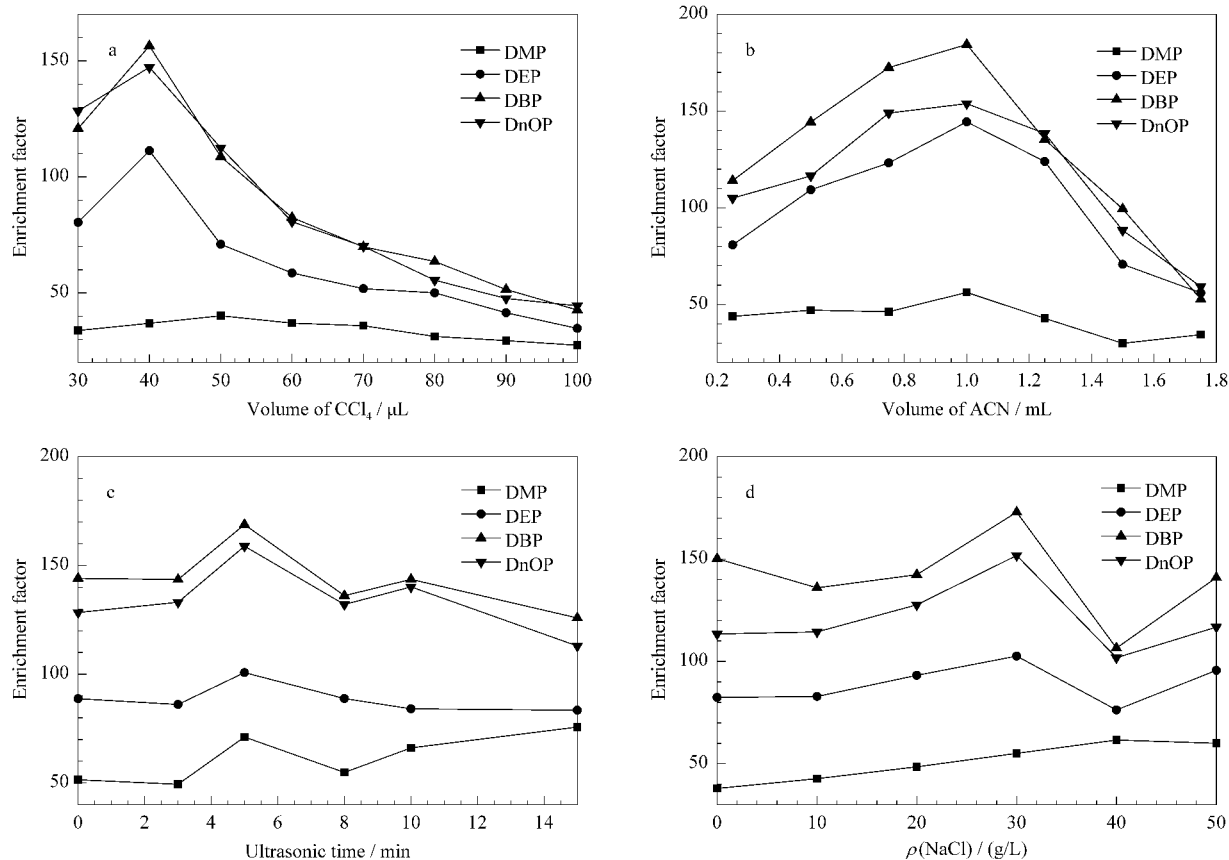 a
DMP
DEP
DBP
DnOP
150
100
50
Enrichment factor
30 40 50 60 70 80 90 100
Volume of CCl₄ / μL
b
DMP
DEP
DBP
DnOP
200
150
100
50
Enrichment factor
0.2 0.4 0.6 0.8 1.0 1.2 1.4 1.6 1.8
Volume of ACN / mL
c
DMP
DEP
DBP
DnOP
200
150
100
50
Enrichment factor
0 2 4 6 8 10 12 14
Ultrasonic time / min
d
DMP
DEP
DBP
DnOP
200
150
100
50
Enrichment factor
0 10 20 30 40 50
ρ(NaCl) / (g/L)